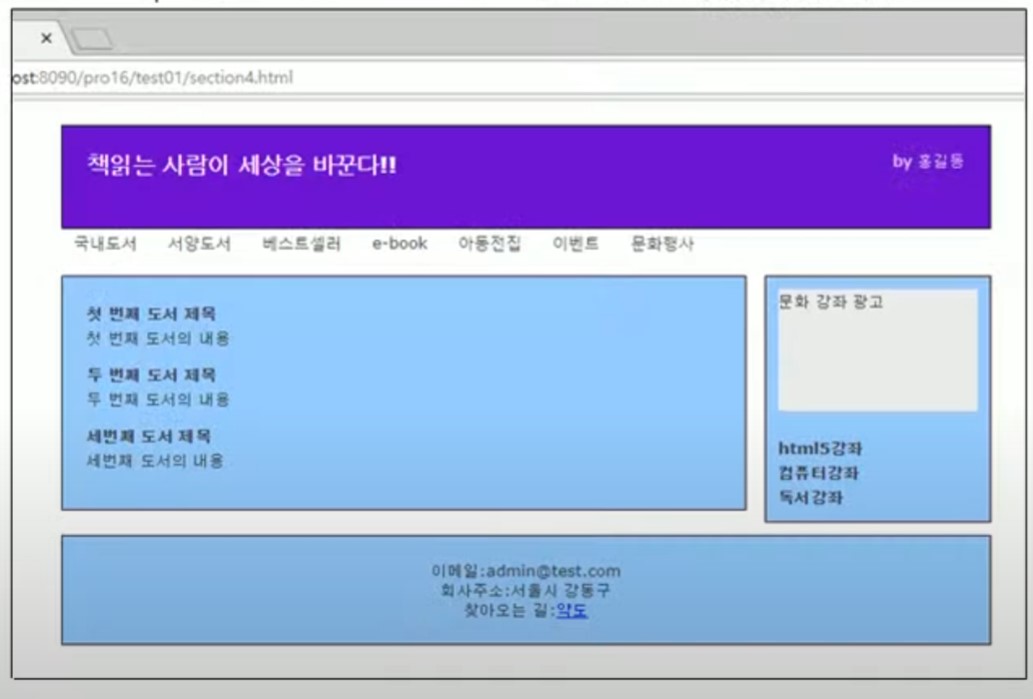 ost:8090/pro16/test01/section4.html
책읽는 사람이 세상을 바꾼다!!
by 홍길동
국내도서 서양도서 베스트셀러 e-book 아동전집 이벤트 문화행사
첫 번째 도서 제목
첫 번째 도서의 내용
두 번째 도서 제목
두 번째 도서의 내용
세번째 도서 제목
세번째 도서의 내용
문화 강좌 광고
html5강좌
컴퓨터강좌
독서강좌
이메일:admin@test.com
회사주소:서울시 강동구
찾아오는 길:약도